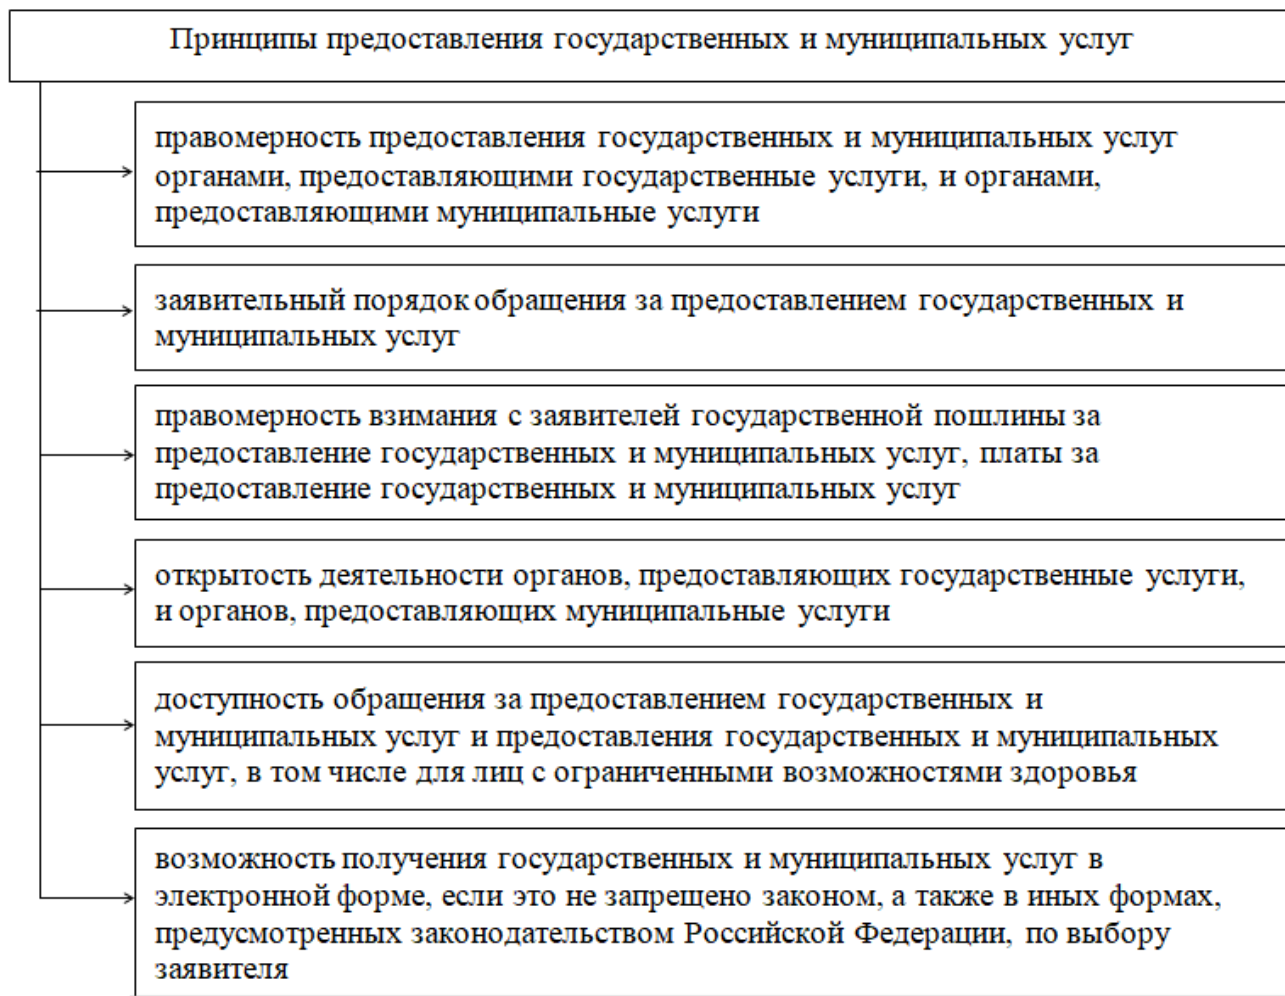 Принципы предоставления государственных и муниципальных услуг
правомерность предоставления государственных и муниципальных услуг
органами, предоставляющими государственные услуги, и органами,
предоставляющими муниципальные услуги
заявительный порядок обращения за предоставлением государственных и
муниципальных услуг
правомерность взимания с заявителей государственной пошлины за
предоставление государственных и муниципальных услуг, платы за
предоставление государственных и муниципальных услуг
открытость деятельности органов, предоставляющих государственные услуги,
и органов, предоставляющих муниципальные услуги
доступность обращения за предоставлением государственных и
муниципальных услуг и предоставления государственных и муниципальных
услуг, в том числе для лиц с ограниченными возможностями здоровья
возможность получения государственных и муниципальных услуг в
электронной форме, если это не запрещено законом, а также в иных формах,
предусмотренных законодательством Российской Федерации, по выбору
заявителя